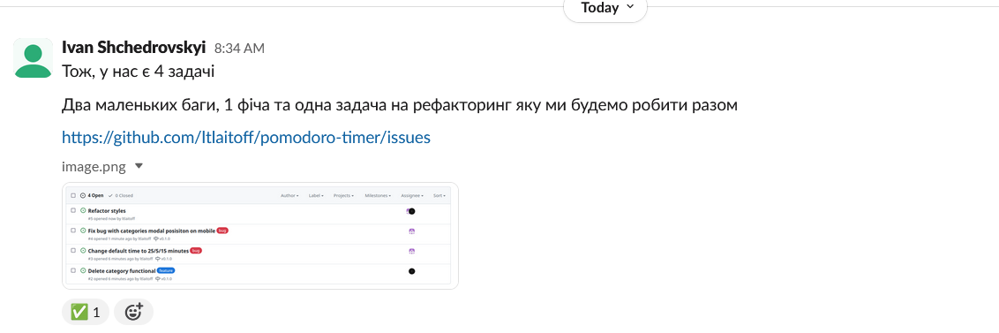 Today
Ivan Shchedrovskyi 8:34 AM
Тож, у нас є 4 задачі
Два маленьких баги, 1 фіча та одна задача на рефакторинг яку ми будемо робити разом
https://github.com/ltlaitoff/pomodoro-timer/issues
image.png
4 Open 0 Closed Author Label Projects Milestones Assignee Sort
Refactor styles
#5 opened now by ltlaitoff
Fix bug with categories modal posisiton on mobile bug
#4 opened 1 minute ago by ltlaitoff v0.1.0
Change default time to 25/5/15 minutes bug
#3 opened 6 minutes ago by ltlaitoff v0.1.0
Delete category functional feature
#2 opened 6 minutes ago by ltlaitoff v0.1.0
1